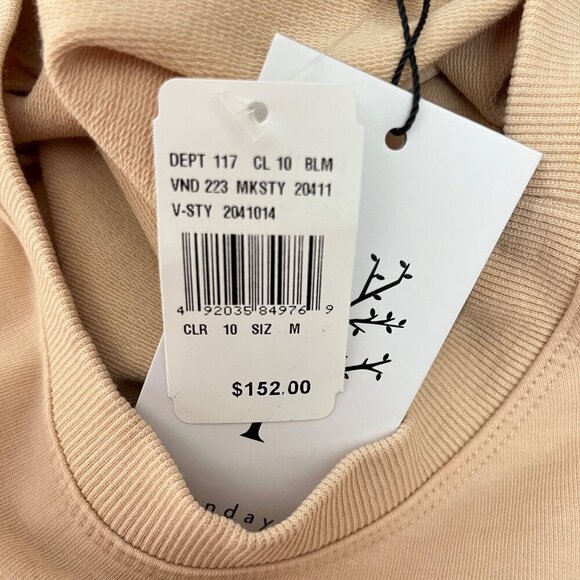 DEPT 117 CL 10 BLM
VND 223 MKSTY 20411
V-STY 2041014
4 92035 84976 9
CLR 10 SIZ M
$152.00